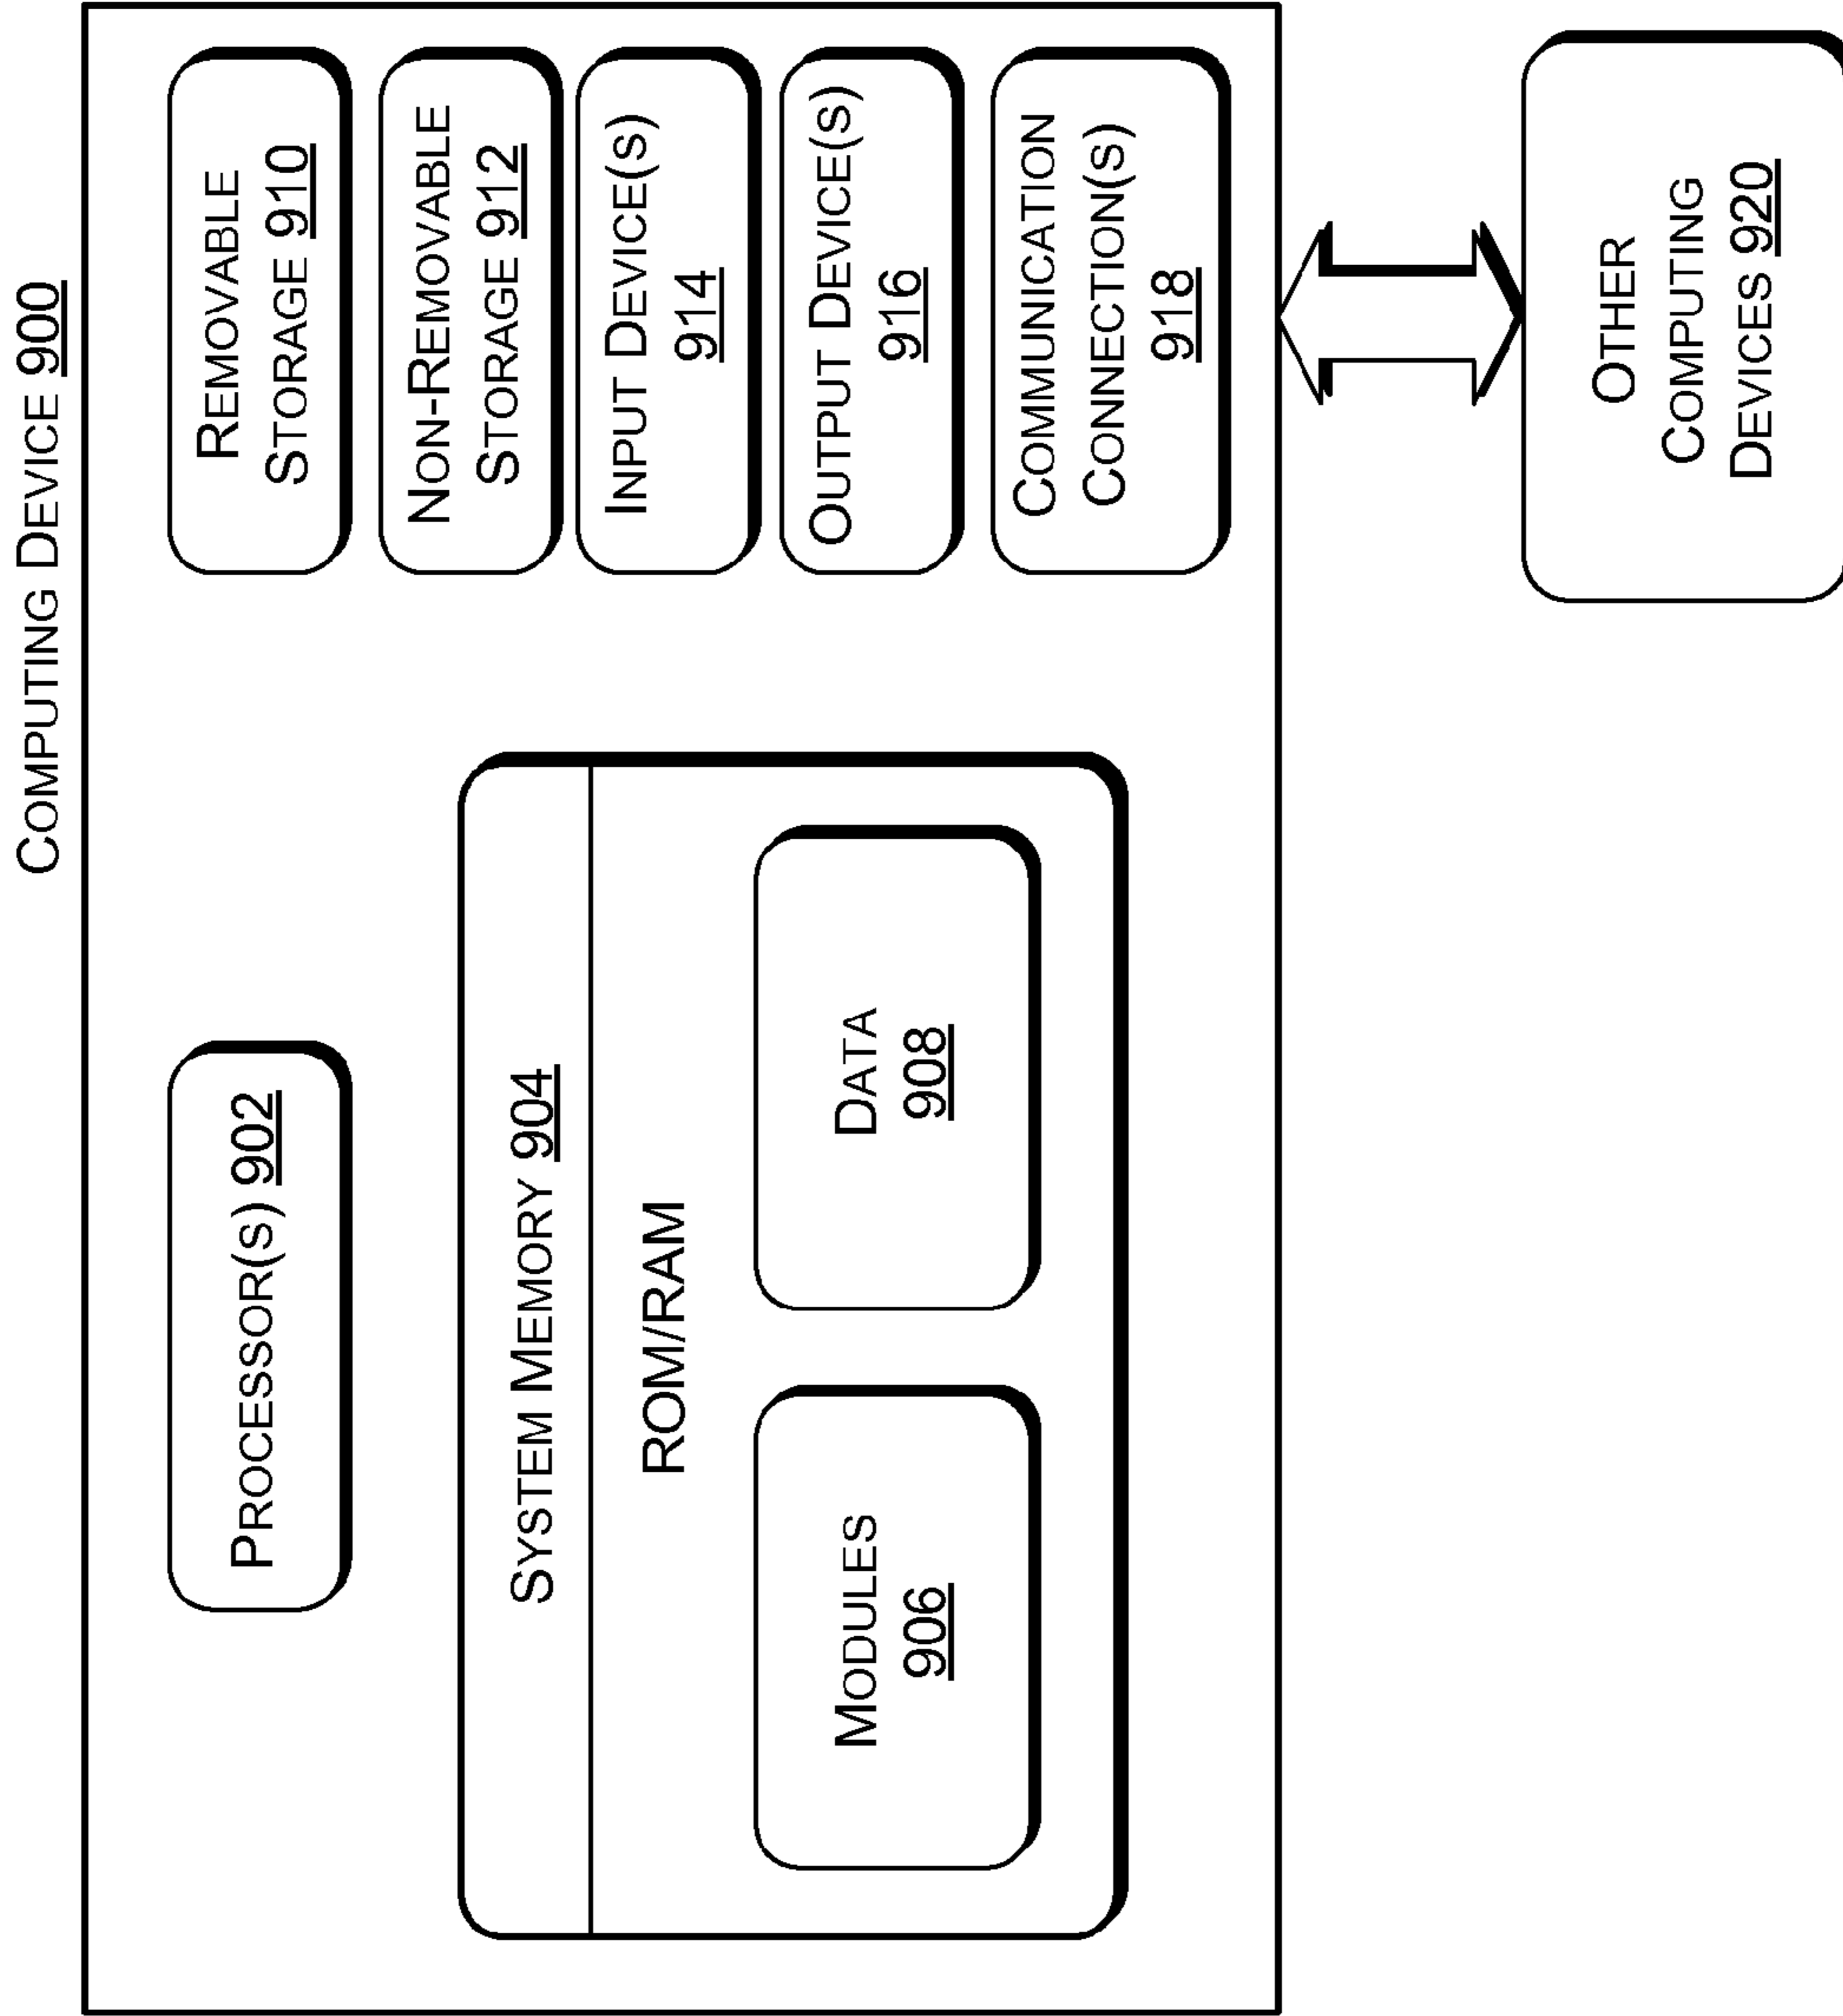 COMPUTING DEVICE 900
PROCESSOR(S) 902
SYSTEM MEMORY 904
ROM/RAM
MODULES
906
DATA
908
REMOVABLE
STORAGE 910
NON-REMOVABLE
STORAGE 912
INPUT DEVICE(S)
914
OUTPUT DEVICE(S)
916
COMMUNICATION
CONNECTION(S)
918
OTHER
COMPUTING
DEVICES 920